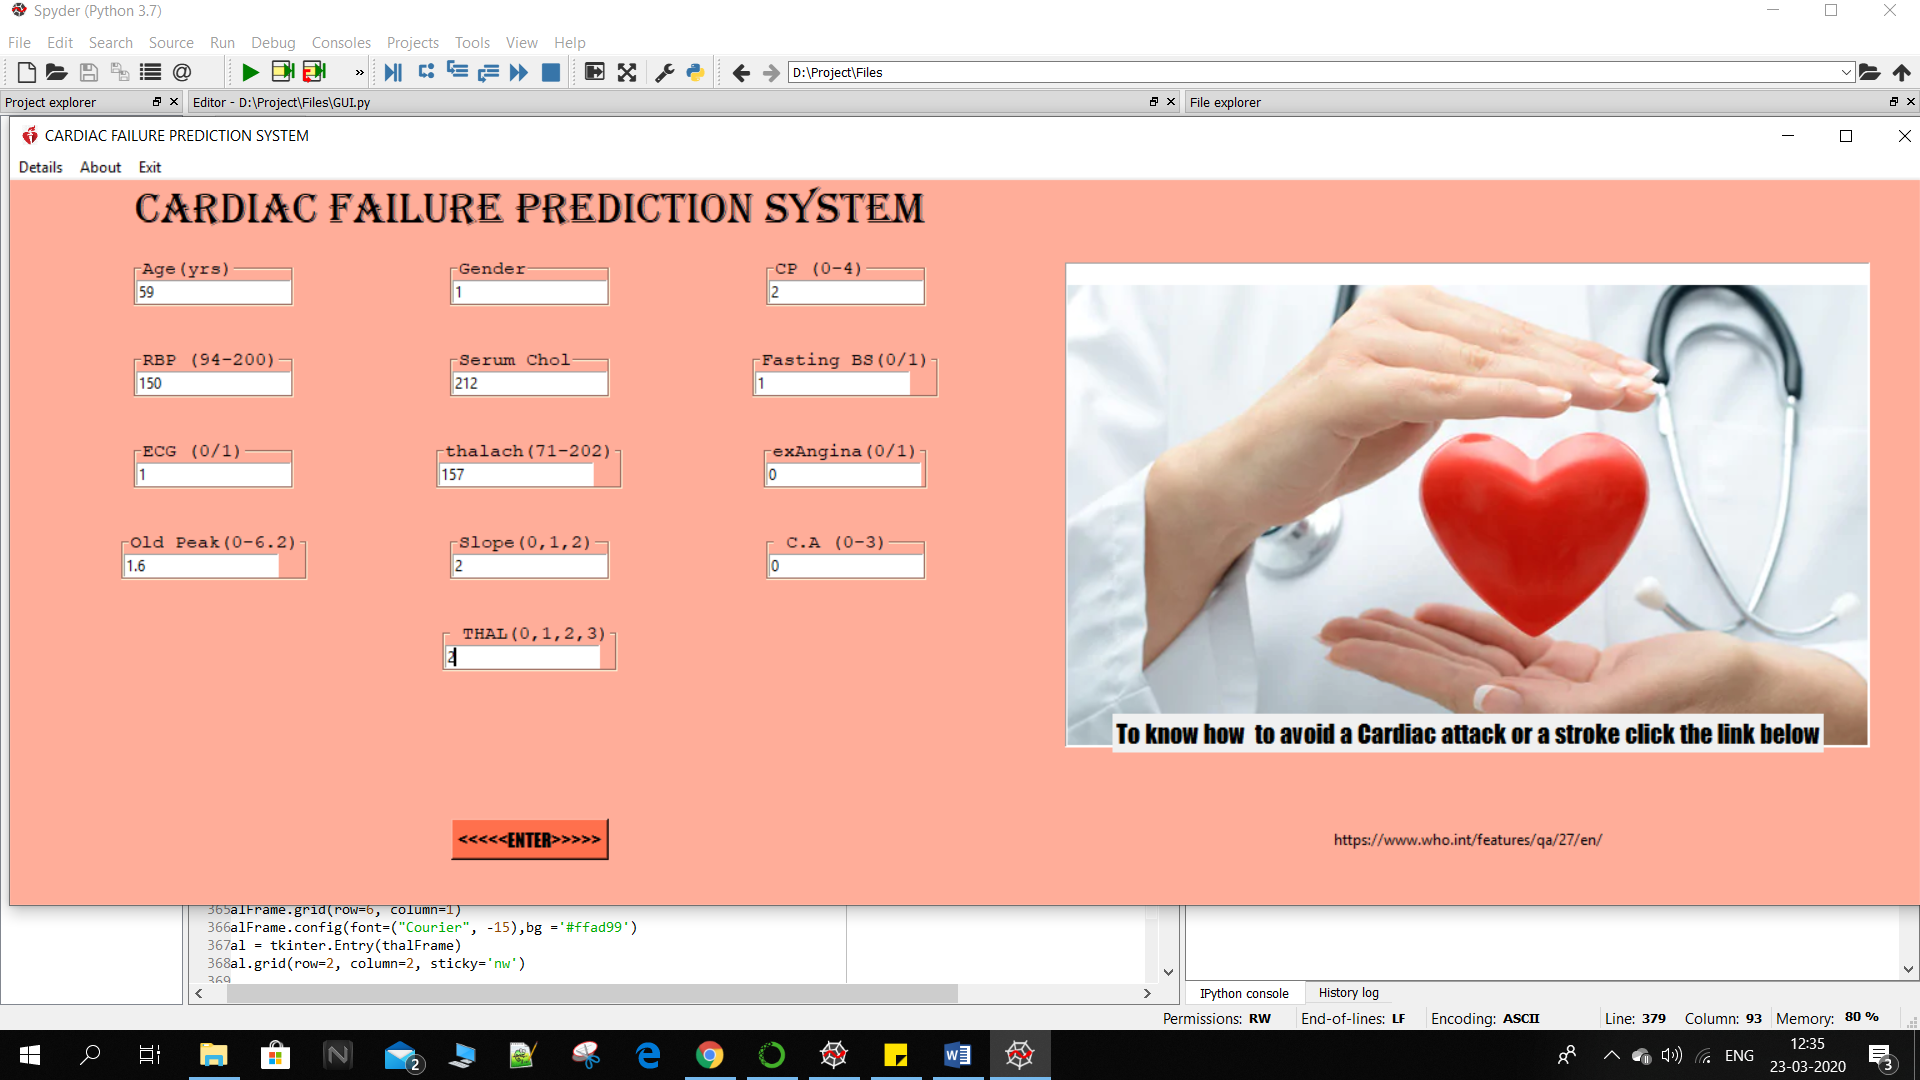 Spyder (Python 3.7)
File Edit Search Source Run Debug Consoles Projects Tools View Help
D:\Project\Files
Project explorer
Editor - D:\Project\Files\GUI.py
File explorer
CARDIAC FAILURE PREDICTION SYSTEM
Details About Exit
CARDIAC FAILURE PREDICTION SYSTEM
Age(yrs) Gender CP (0-4)
59 1 2
RBP (94-200) Serum Chol Fasting BS(0/1)
150 212 1
ECG (0/1) thalach(71-202) exAngina(0/1)
1 157 0
Old Peak(0-6.2) Slope(0,1,2) C.A (0-3)
1.6 2 0
THAL(0,1,2,3)
2
To know how to avoid a Cardiac attack or a stroke click the link below
<<<<<ENTER>>>>>
https://www.who.int/features/qa/27/en/
365alFrame.grid(row=6, column=1)
366alFrame.config(font=("Courier", -15),bg ='#ffad99')
367al = tkinter.Entry(thalFrame)
368al.grid(row=2, column=2, sticky='nw')
369
IPython console History log
Permissions: RW End-of-lines: LF Encoding: ASCII Line: 379 Column: 93 Memory: 80 %
2
ENG
12:35
23-03-2020
3